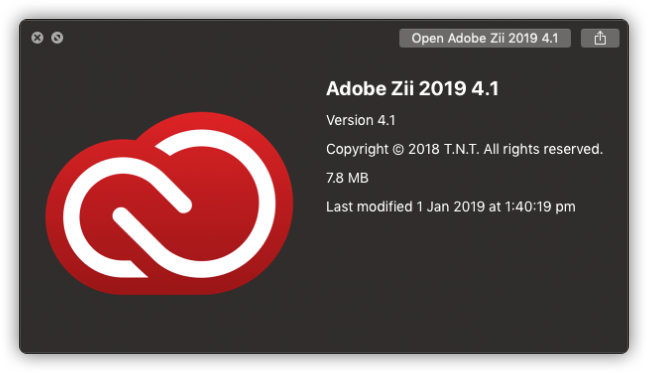 Open Adobe Zii 2019 4.1
Adobe Zii 2019 4.1
Version 4.1
Copyright © 2018 T.N.T. All rights reserved.
7.8 MB
Last modified 1 Jan 2019 at 1:40:19 pm